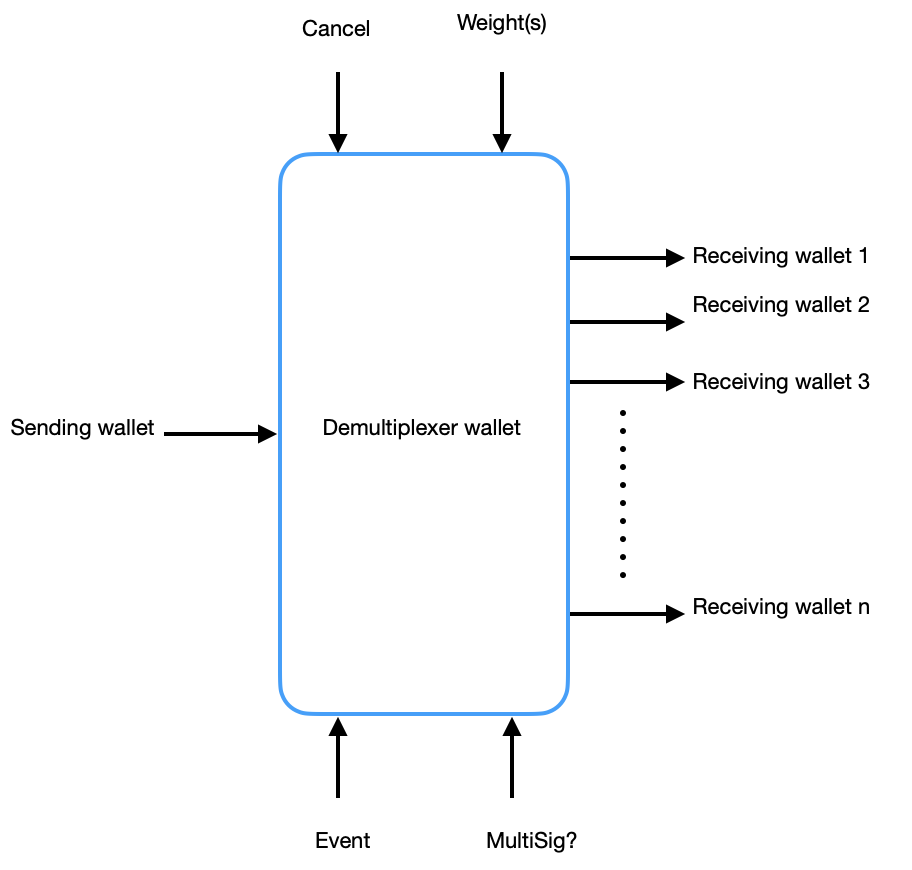 Cancel
Weight(s)
Receiving wallet 1
Receiving wallet 2
Receiving wallet 3
Sending wallet
Demultiplexer wallet
Receiving wallet n
Event
MultiSig?